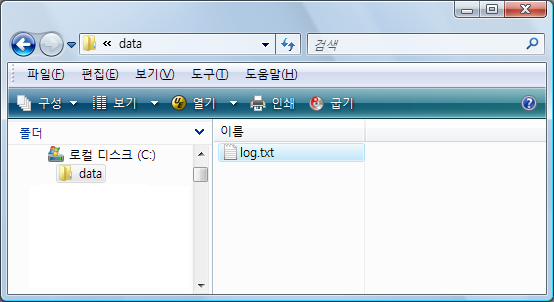 « data
검색
파일(F) 편집(E) 보기(V) 도구(T) 도움말(H)
구성 보기 열기 인쇄 굽기
폴더
이름
로컬 디스크 (C:)
log.txt
data